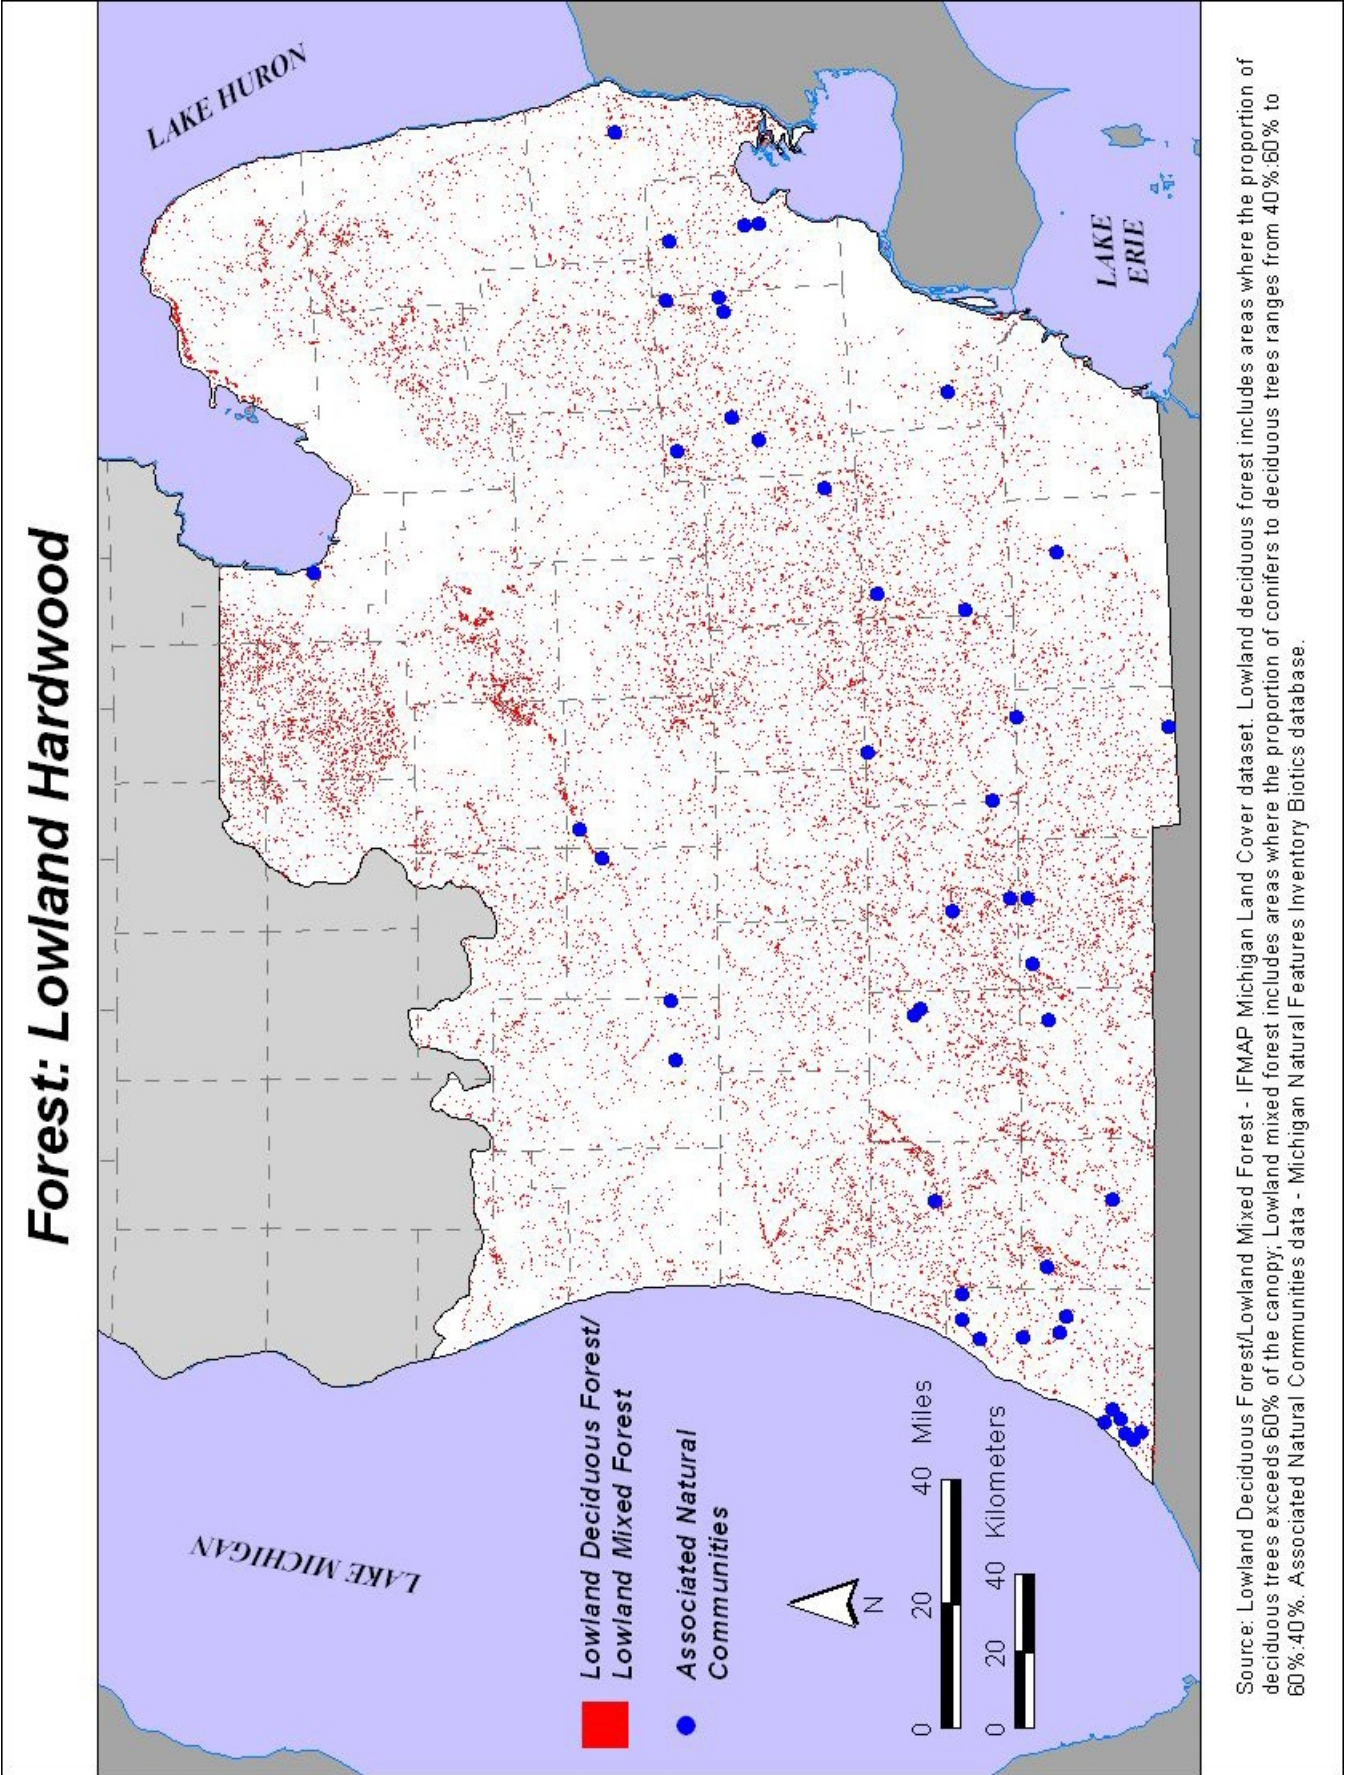 Forest: Lowland Hardwood
LAKE HURON
LAKE
ERIE
LAKE MICHIGAN
Lowland Deciduous Forest/
Lowland Mixed Forest
Associated Natural
Communities
N
0 20 40 Miles
0 20 40 Kilometers
Source: Lowland Deciduous Forest/Lowland Mixed Forest - IFMAP Michigan Land Cover dataset. Lowland deciduous forest includes areas where the proportion of
deciduous trees exceeds 60% of the canopy; Lowland mixed forest includes areas where the proportion of conifers to deciduous trees ranges from 40%:60% to
60%:40%. Associated Natural Communities data - Michigan Natural Features Inventory Biotics database.